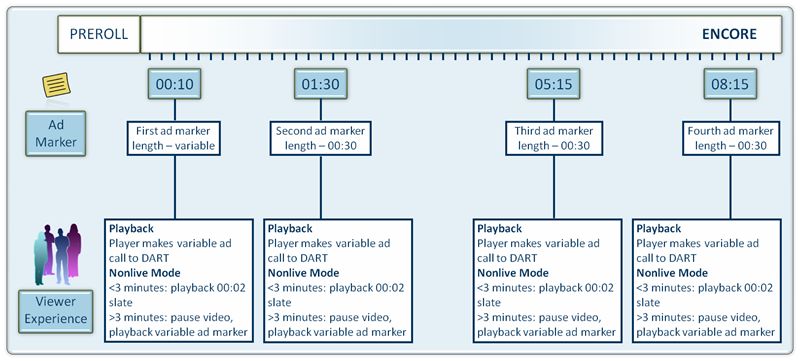 PREROLL
ENCORE
00:10
01:30
05:15
08:15
Ad
Marker
First ad marker
length – variable
Second ad marker
length – 00:30
Third ad marker
length – 00:30
Fourth ad marker
length – 00:30
Viewer
Experience
Playback
Player makes variable ad
call to DART
Nonlive Mode
<3 minutes: playback 00:02
slate
>3 minutes: pause video,
playback variable ad marker
Playback
Player makes variable ad
call to DART
Nonlive Mode
<3 minutes: playback 00:02
slate
>3 minutes: pause video,
playback variable ad marker
Playback
Player makes variable ad
call to DART
Nonlive Mode
<3 minutes: playback 00:02
slate
>3 minutes: pause video,
playback variable ad marker
Playback
Player makes variable ad
call to DART
Nonlive Mode
<3 minutes: playback 00:02
slate
>3 minutes: pause video,
playback variable ad marker